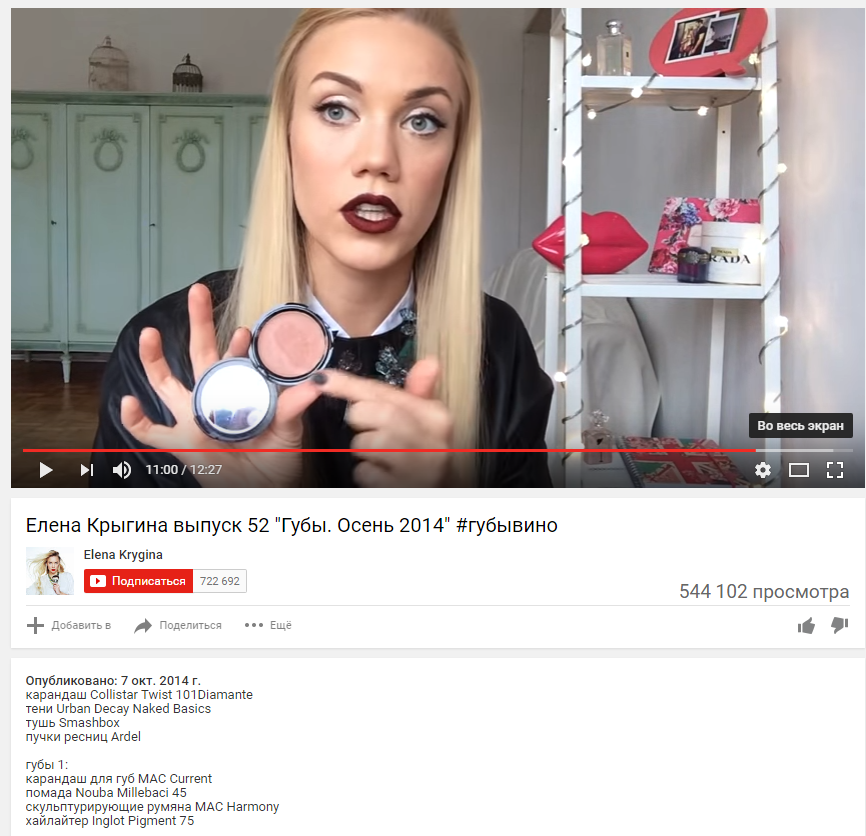 RADA
Во весь экран
11:00 / 12:27
Елена Крыгина выпуск 52 "Губы. Осень 2014" #губывино
Elena Krygina
Подписаться 722 692
544 102 просмотра
Добавить в Поделиться Ещё
Опубликовано: 7 окт. 2014 г.
карандаш Collistar Twist 101Diamante
тени Urban Decay Naked Basics
тушь Smashbox
пучки ресниц Ardel
губы 1:
карандаш для губ MAC Current
помада Nouba Millebaci 45
скульптурирующие румяна MAC Harmony
хайлайтер Inglot Pigment 75